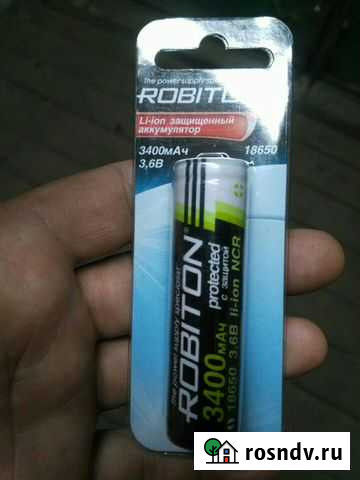 the power supply specialist
ROBITON
Li-ion защищенный
аккумулятор
3400мАч 18650
3,6В
the power supply specialist
ROBITON®
protected
с защитой
3400мАч
18650 3,6В li-ion NCR
rosndv.ru